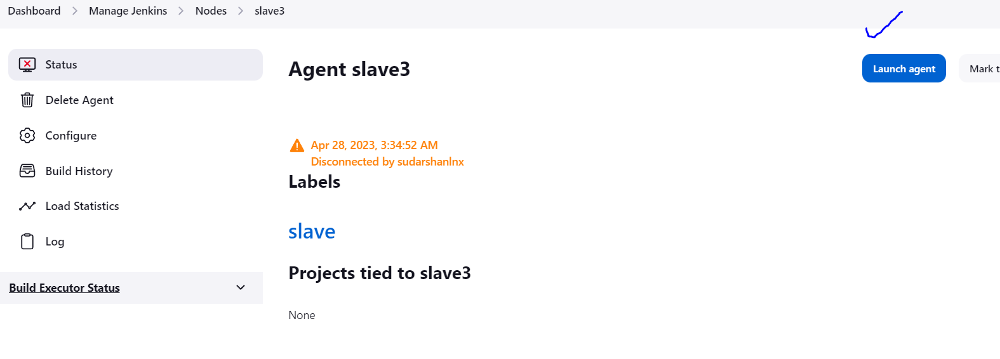 Dashboard > Manage Jenkins > Nodes > slave3
Status
Delete Agent
Configure
Build History
Load Statistics
Log
Build Executor Status
Agent slave3
Launch agent
Mark t
Apr 28, 2023, 3:34:52 AM
Disconnected by sudarshanlnx
Labels
slave
Projects tied to slave3
None